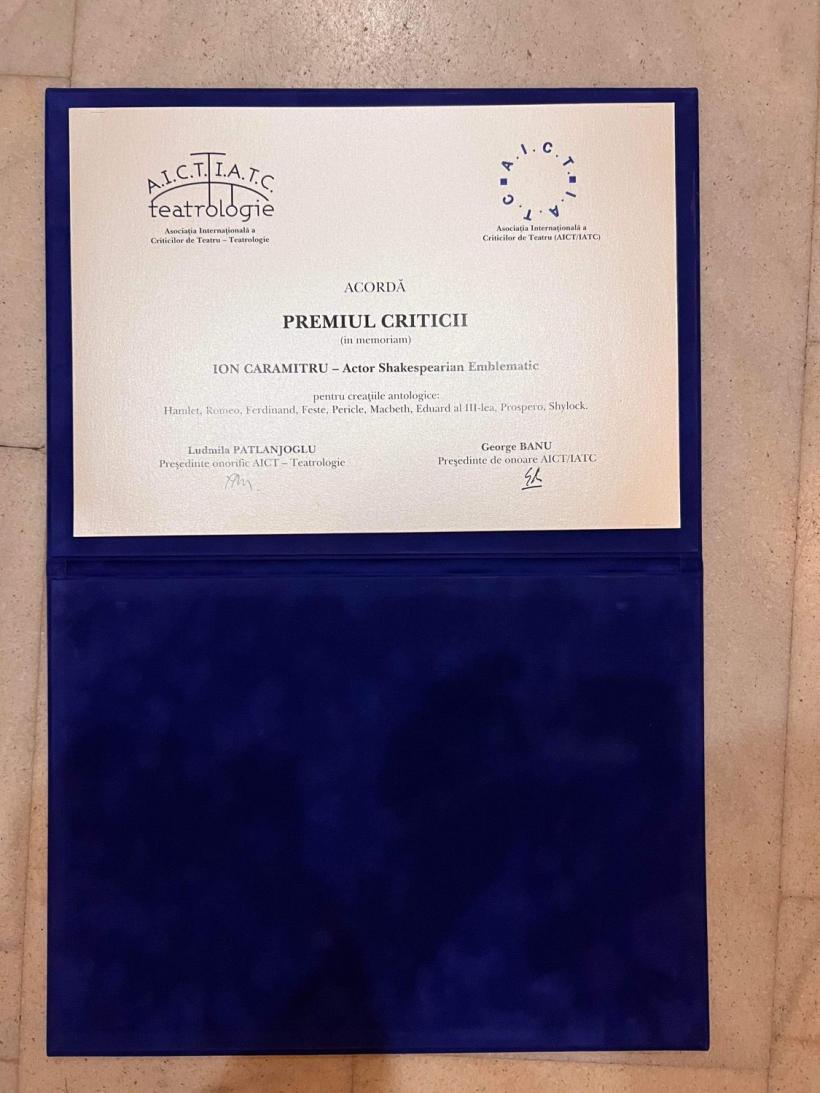 A.I.C.T. I.A.T.C.
teatrologie
Asociația Internațională a
Criticilor de Teatru – Teatrologie
A.I.C.T. I.A.T.C
Asociația Internațională a
Criticilor de Teatru (AICT/IATC)
ACORDĂ
PREMIUL CRITICII
(in memoriam)
ION CARAMITRU – Actor Shakespearian Emblematic
pentru creațiile antologice:
Hamlet, Romeo, Ferdinand, Feste, Pericle, Macbeth, Eduard al III-lea, Prospero, Shylock.
Ludmila PATLANJOGLU
Președinte onorific AICT – Teatrologie
George BANU
Președinte de onoare AICT/IATC